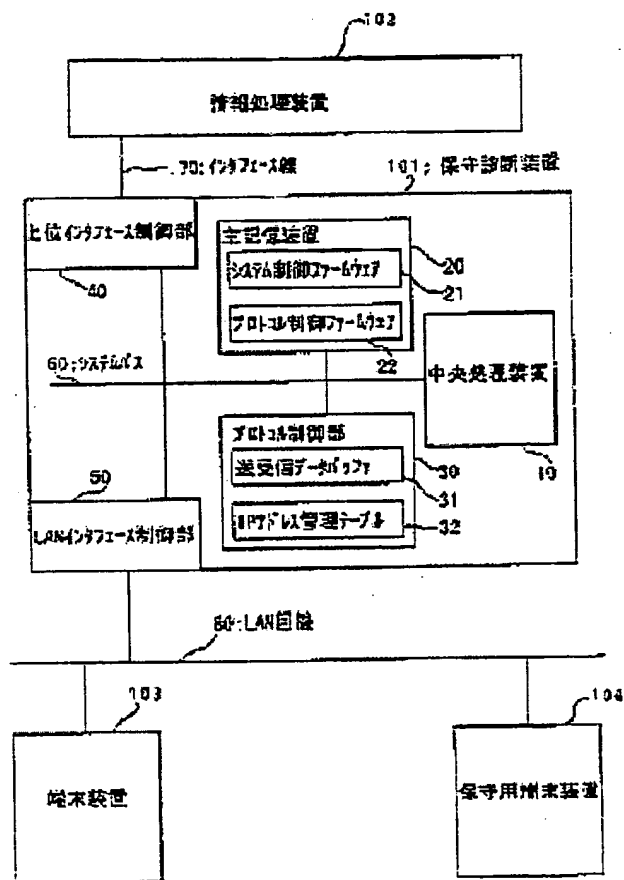 102
情報処理装置
70:インタフェース線
101:保守診断装置
上位インタフェース制御部
40
主記憶装置
システム制御ファームウェア
プロトコル制御ファームウェア
20
21
22
60:システムバス
中央処理装置
10
プロトコル制御部
送受信データバッファ
IPアドレス管理テーブル
30
31
32
50
LANインタフェース制御部
80:LAN回線
103
端末装置
104
保守用端末装置